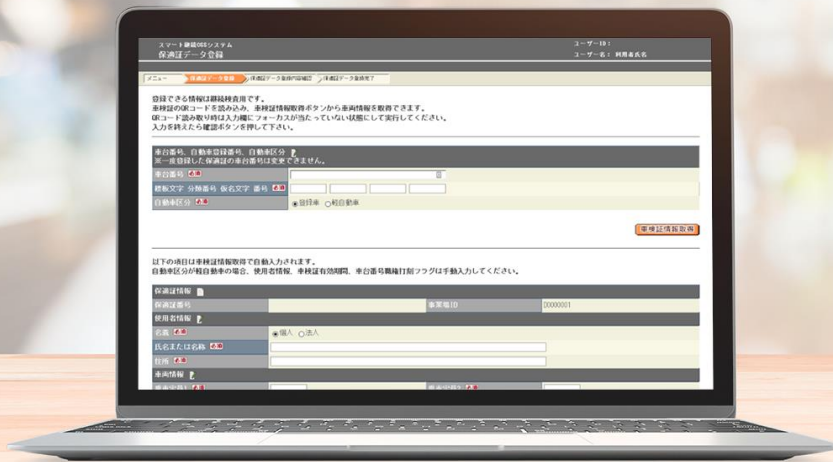 スマート継続OSSシステム
保適証データ登録
ユーザーID：
ユーザー名： 利用者氏名
メニュー 保適証データ登録 保適証データ登録内容確認 保適証データ登録完了
登録できる情報は継続検査用です。
車検証のQRコードを読み込み、車検証情報取得ボタンから車両情報を取得できます。
QRコード読み取り時は入力欄にフォーカスが当たっていない状態にして実行してください。
入力を終えたら確認ボタンを押して下さい。
車台番号、自動車登録番号、自動車区分
※一度登録した保適証の車台番号は変更できません。
車台番号 必須
標板文字 分類番号 仮名文字 番号 必須
自動車区分 必須 登録車 軽自動車
車検証情報取得
以下の項目は車検証情報取得で自動入力されます。
自動車区分が軽自動車の場合、使用者情報、車検証有効期間、車台番号職権打刻フラグは手動入力してください。
保適証情報
保適証番号 事業場ID D0000001
使用者情報
名義 必須 個人 法人
氏名または名称 必須
住所 必須
車両情報